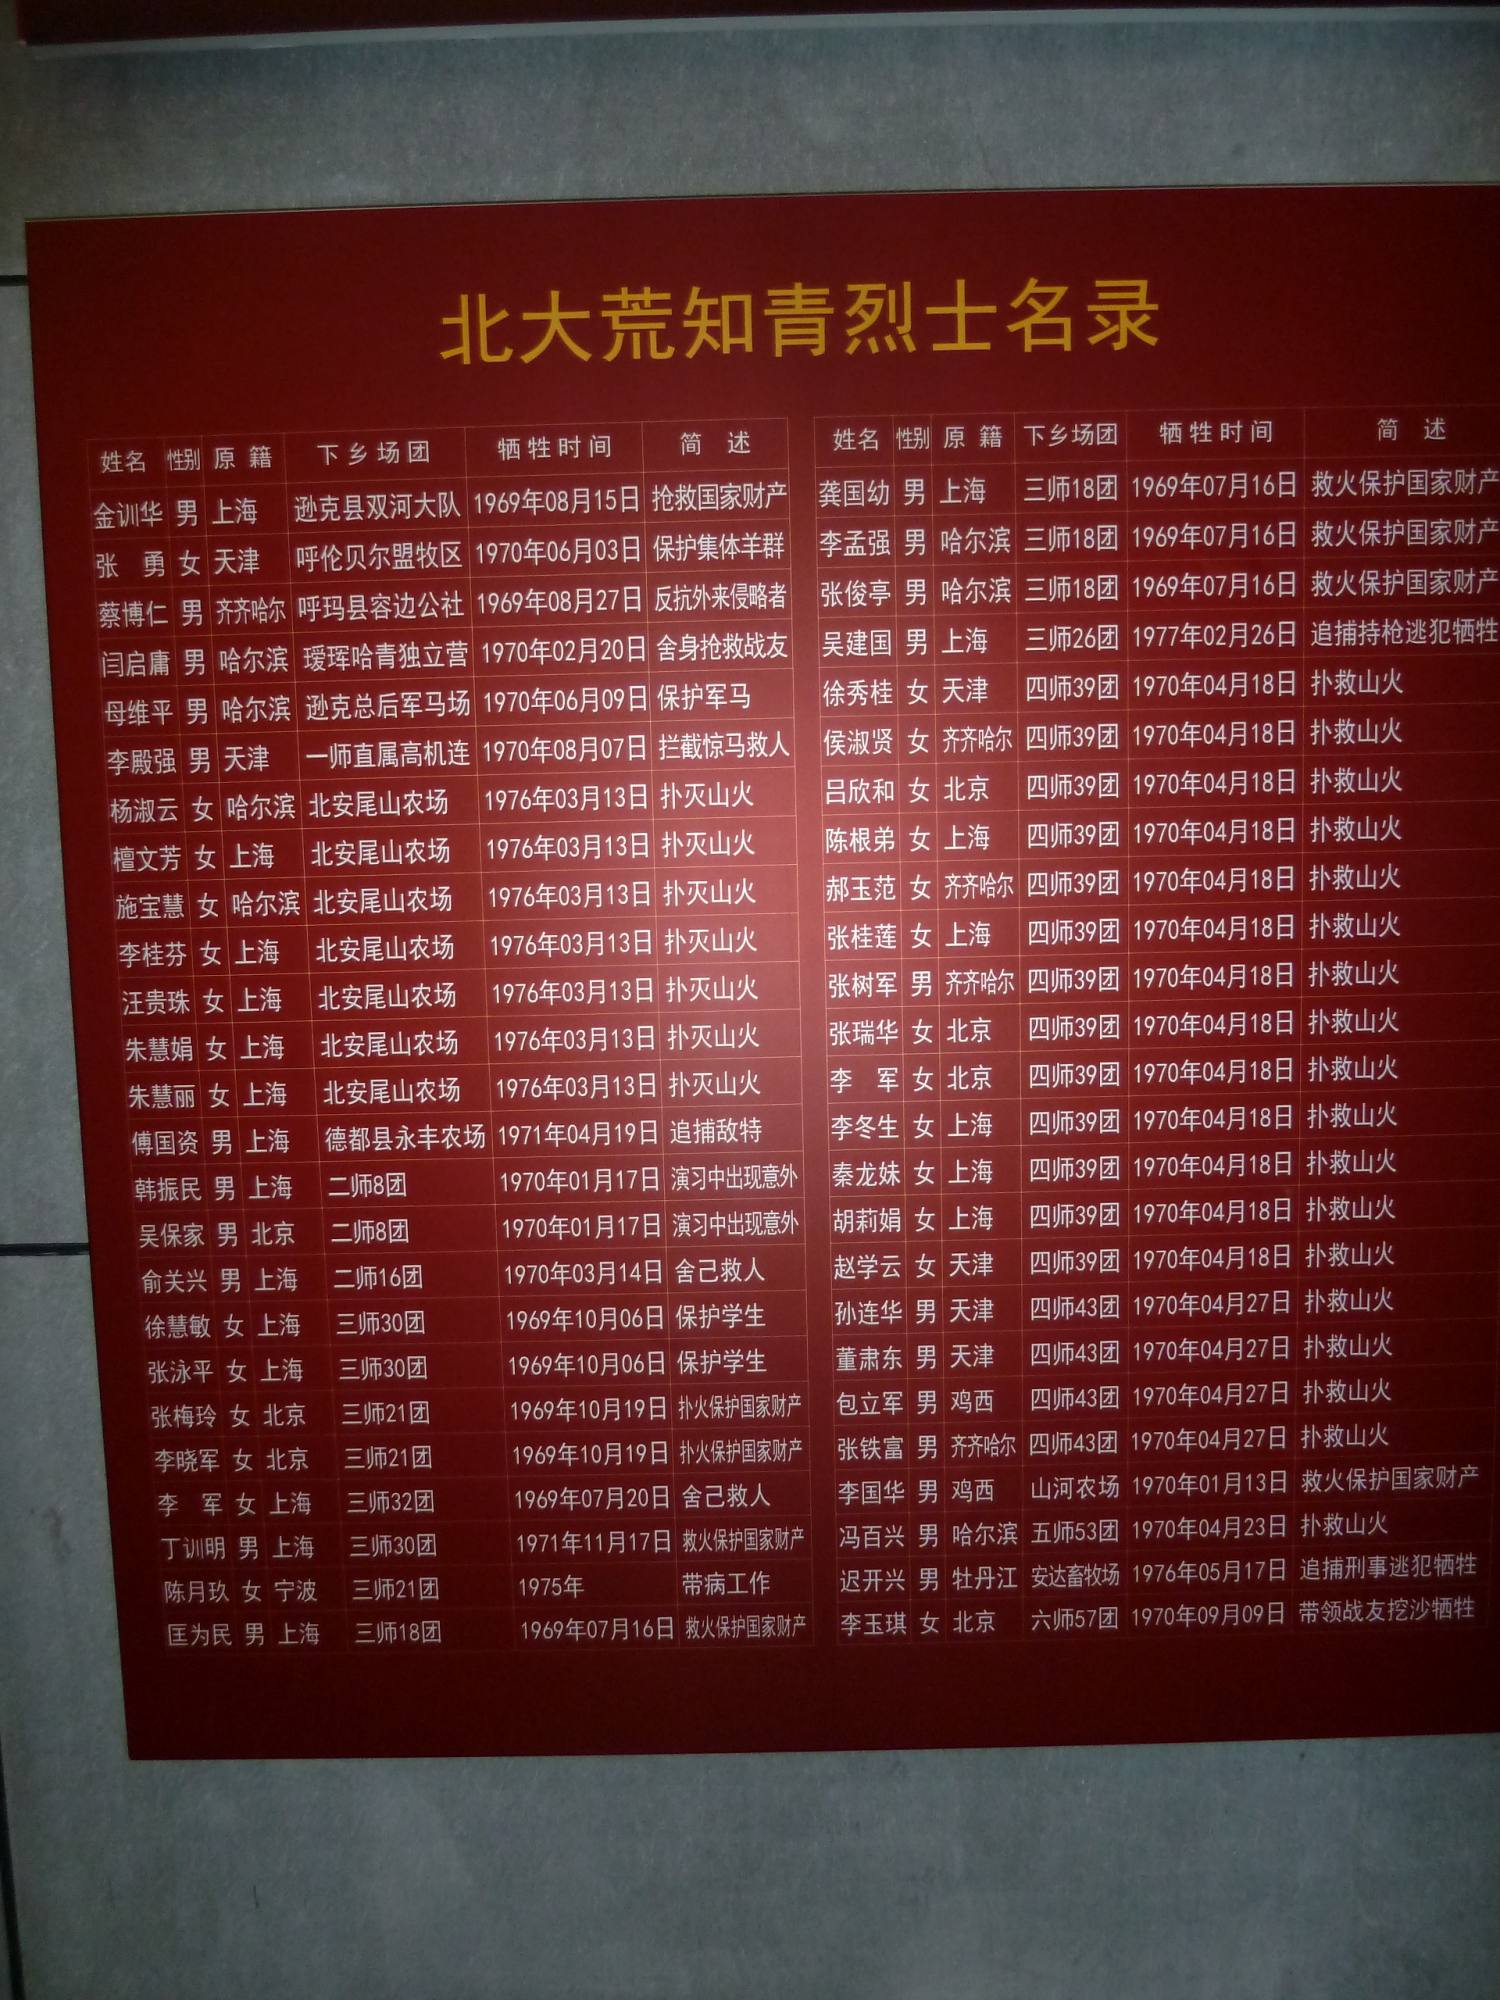 北大荒知青烈士名录
姓名 性别 原籍 下乡场团 牺牲时间 简述
金训华 男 上海 逊克县双河大队 1969年08月15日 抢救国家财产
张勇 女 天津 呼伦贝尔盟牧区 1970年06月03日 保护集体羊群
蔡博仁 男 齐齐哈尔 呼玛县容边公社 1969年08月27日 反抗外来侵略者
闫启庸 男 哈尔滨 瑷珲哈青独立营 1970年02月20日 舍身抢救战友
母维平 男 哈尔滨 逊克总后军马场 1970年06月09日 保护军马
李殿强 男 天津 一师直属高机连 1970年08月07日 拦截惊马救人
杨淑云 女 哈尔滨 北安尾山农场 1976年03月13日 扑灭山火
檀文芳 女 上海 北安尾山农场 1976年03月13日 扑灭山火
施宝慧 女 哈尔滨 北安尾山农场 1976年03月13日 扑灭山火
李桂芬 女 上海 北安尾山农场 1976年03月13日 扑灭山火
汪贵珠 女 上海 北安尾山农场 1976年03月13日 扑灭山火
朱慧娟 女 上海 北安尾山农场 1976年03月13日 扑灭山火
朱慧丽 女 上海 北安尾山农场 1976年03月13日 扑灭山火
傅国资 男 上海 德都县永丰农场 1971年04月19日 追捕敌特
韩振民 男 上海 二师8团 1970年01月17日 演习中出现意外
吴保家 男 北京 二师8团 1970年01月17日 演习中出现意外
俞关兴 男 上海 二师16团 1970年03月14日 舍己救人
徐慧敏 女 上海 三师30团 1969年10月06日 保护学生
张泳平 女 上海 三师30团 1969年10月06日 保护学生
张梅玲 女 北京 三师21团 1969年10月19日 扑火保护国家财产
李晓军 女 北京 三师21团 1969年10月19日 扑火保护国家财产
李军 女 上海 三师32团 1969年07月20日 舍己救人
丁训明 男 上海 三师30团 1971年11月17日 救火保护国家财产
陈月玖 女 宁波 三师21团 1975年 带病工作
匡为民 男 上海 三师18团 1969年07月16日 救火保护国家财产
姓名 性别 原籍 下乡场团 牺牲时间 简述
龚国幼 男 上海 三师18团 1969年07月16日 救火保护国家财产
李孟强 男 哈尔滨 三师18团 1969年07月16日 救火保护国家财产
张俊亭 男 哈尔滨 三师18团 1969年07月16日 救火保护国家财产
吴建国 男 上海 三师26团 1977年02月26日 追捕持枪逃犯牺牲
徐秀桂 女 天津 四师39团 1970年04月18日 扑救山火
侯淑贤 女 齐齐哈尔 四师39团 1970年04月18日 扑救山火
吕欣和 女 北京 四师39团 1970年04月18日 扑救山火
陈根弟 女 上海 四师39团 1970年04月18日 扑救山火
郝玉范 女 齐齐哈尔 四师39团 1970年04月18日 扑救山火
张桂莲 女 上海 四师39团 1970年04月18日 扑救山火
张树军 男 齐齐哈尔 四师39团 1970年04月18日 扑救山火
张瑞华 女 北京 四师39团 1970年04月18日 扑救山火
李军 女 北京 四师39团 1970年04月18日 扑救山火
李冬生 女 上海 四师39团 1970年04月18日 扑救山火
秦龙妹 女 上海 四师39团 1970年04月18日 扑救山火
胡莉娟 女 上海 四师39团 1970年04月18日 扑救山火
赵学云 女 天津 四师39团 1970年04月18日 扑救山火
孙连华 男 天津 四师43团 1970年04月27日 扑救山火
董肃东 男 天津 四师43团 1970年04月27日 扑救山火
包立军 男 鸡西 四师43团 1970年04月27日 扑救山火
张铁富 男 齐齐哈尔 四师43团 1970年04月27日 扑救山火
李国华 男 鸡西 山河农场 1970年01月13日 救火保护国家财产
冯百兴 男 哈尔滨 五师53团 1970年04月23日 扑救山火
迟开兴 男 牡丹江 安达畜牧场 1976年05月17日 追捕刑事逃犯牺牲
李玉琪 女 北京 六师57团 1970年09月09日 带领战友挖沙牺牲